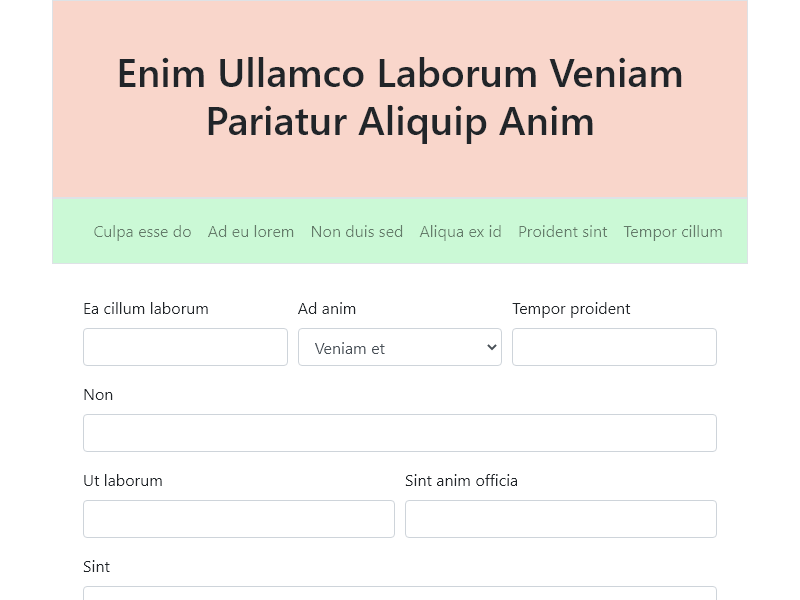 Enim Ullamco Laborum Veniam
Pariatur Aliquip Anim
Culpa esse do Ad eu lorem Non duis sed Aliqua ex id Proident sint Tempor cillum
Ea cillum laborum Ad anim Tempor proident
Veniam et
Non
Ut laborum Sint anim officia
Sint